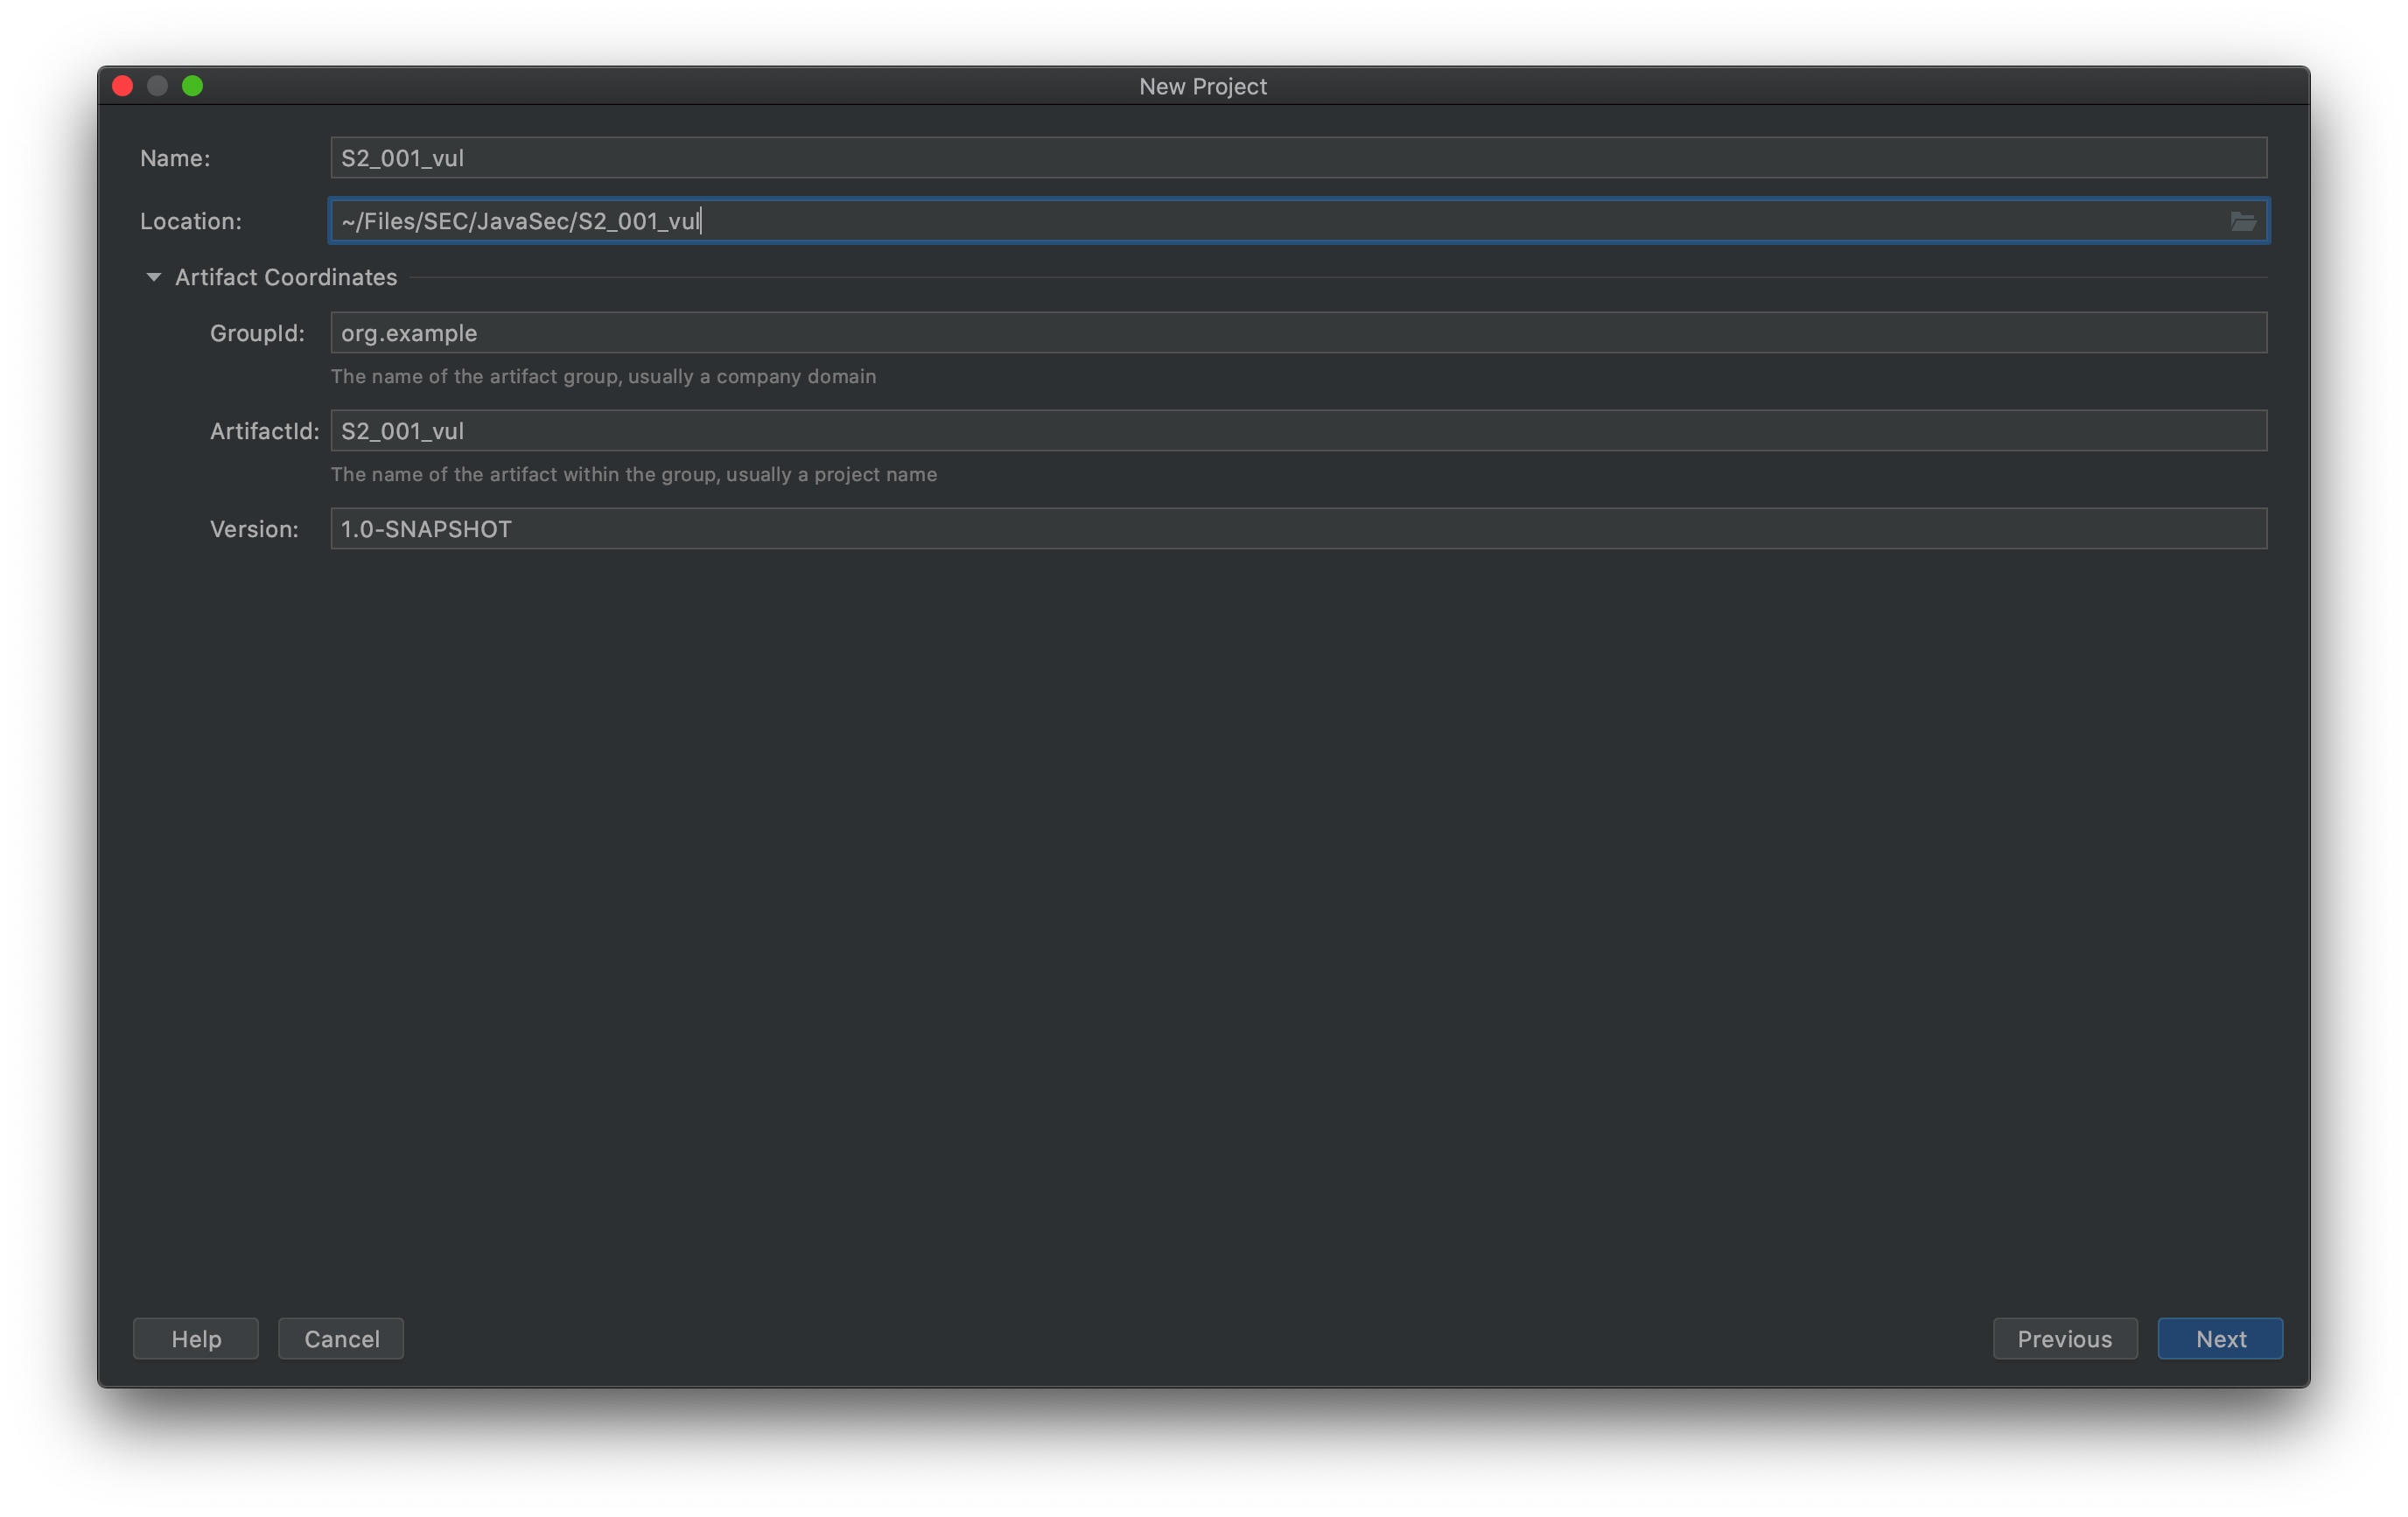 New Project
Name: S2_001_vul
Location: ~/Files/SEC/JavaSec/S2_001_vul
Artifact Coordinates
GroupId: org.example
The name of the artifact group, usually a company domain
ArtifactId: S2_001_vul
The name of the artifact within the group, usually a project name
Version: 1.0-SNAPSHOT
Help Cancel Previous Next